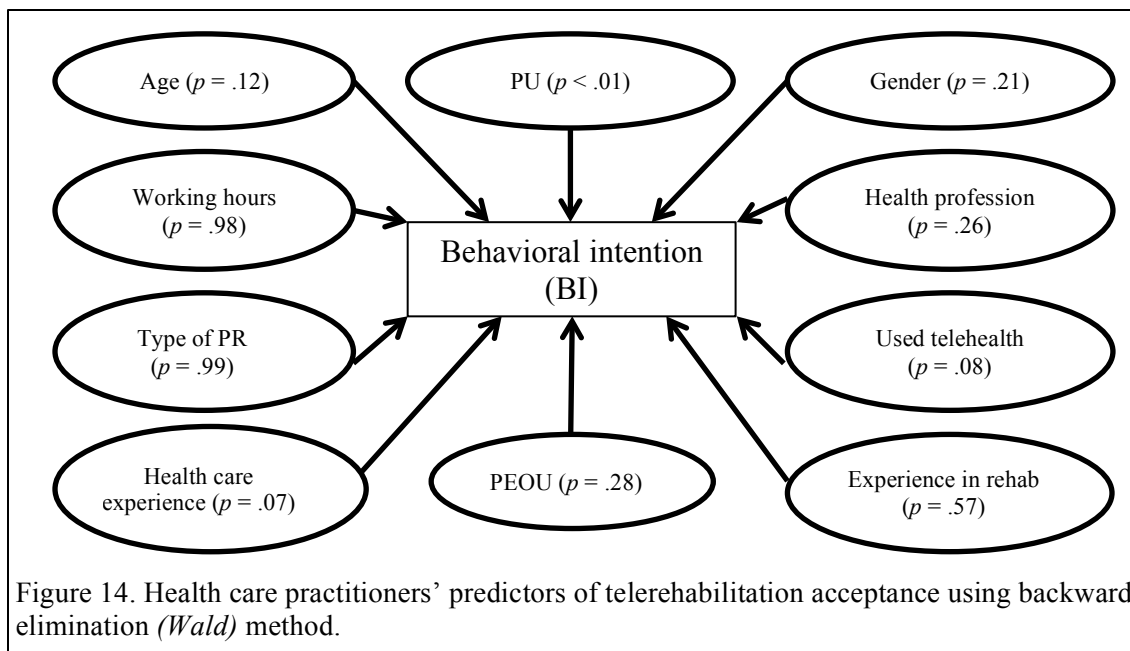 Age (p = .12)
PU (p < .01)
Gender (p = .21)
Working hours
(p = .98)
Health profession
(p = .26)
Behavioral intention
(BI)
Type of PR
(p = .99)
Used telehealth
(p = .08)
Health care
experience (p = .07)
PEOU (p = .28)
Experience in rehab
(p = .57)
Figure 14. Health care practitioners’ predictors of telerehabilitation acceptance using backward
elimination (Wald) method.